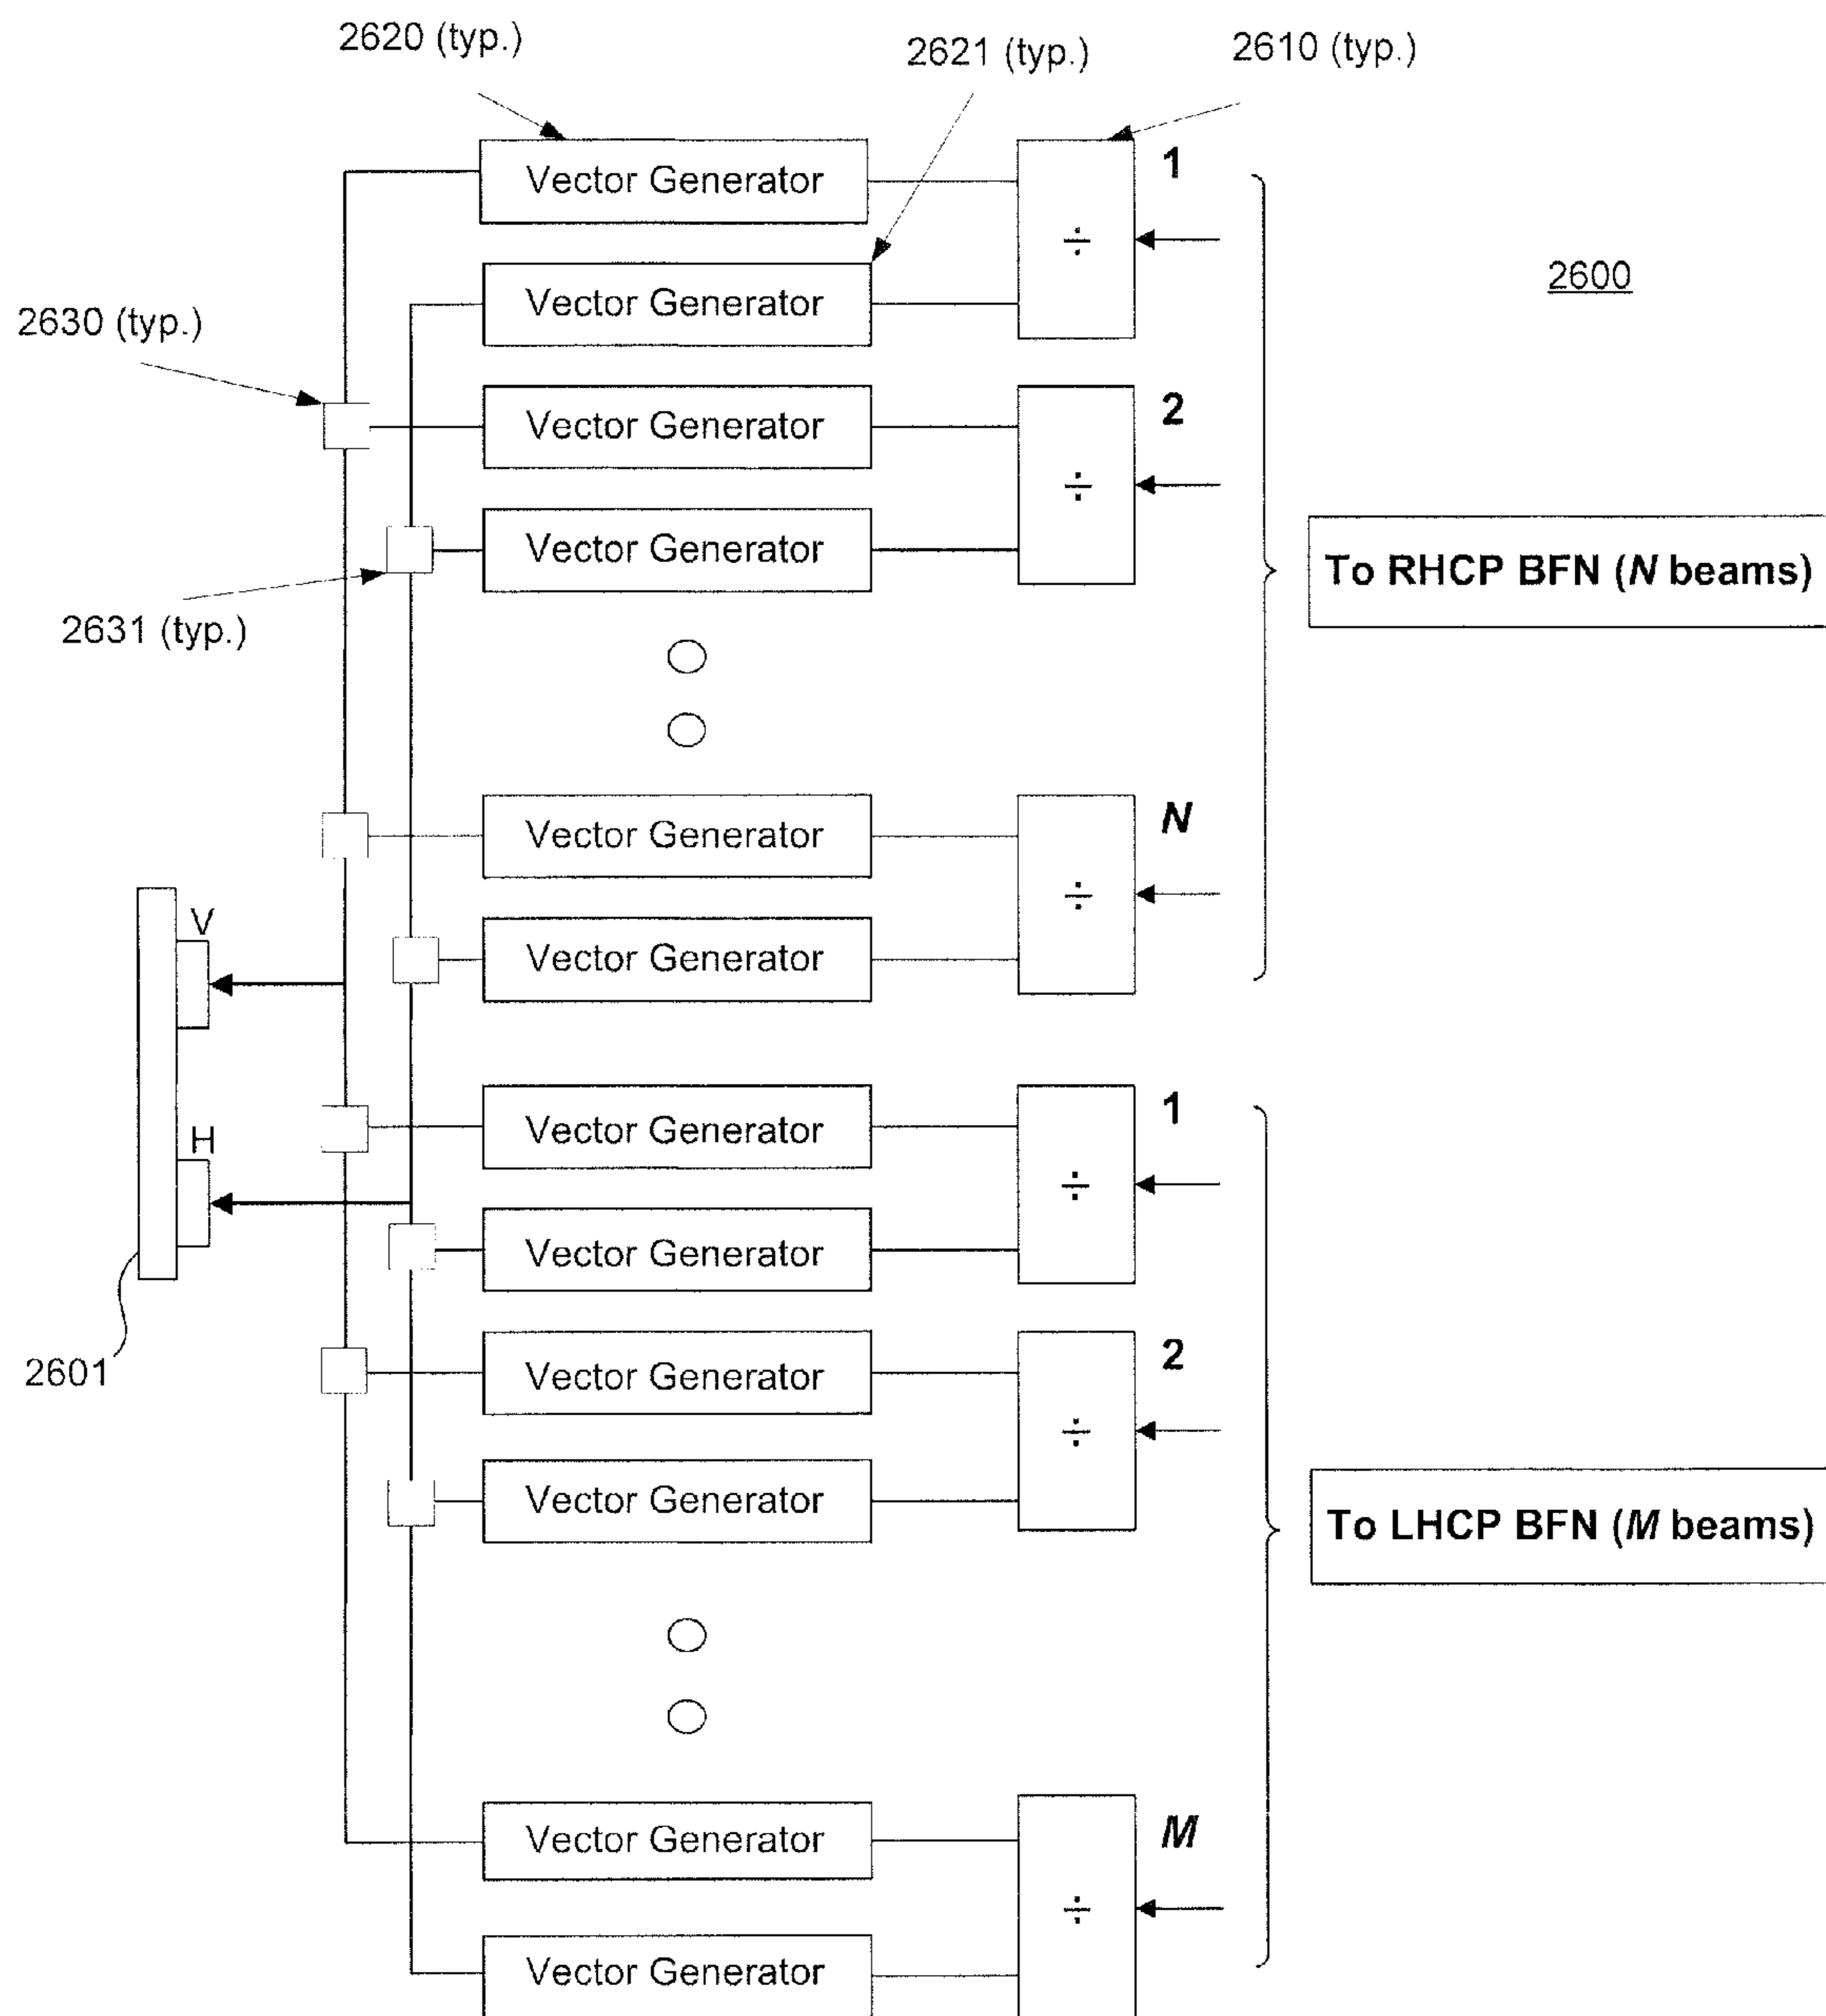 2620 (typ.)
2621 (typ.)
2610 (typ.)
Vector Generator
1
÷
Vector Generator
2600
2630 (typ.)
Vector Generator
2
÷
Vector Generator
To RHCP BFN (N beams)
2631 (typ.)
Vector Generator
N
÷
V
Vector Generator
Vector Generator
1
H
÷
Vector Generator
2601
Vector Generator
2
÷
Vector Generator
To LHCP BFN (M beams)
Vector Generator
M
÷
Vector Generator